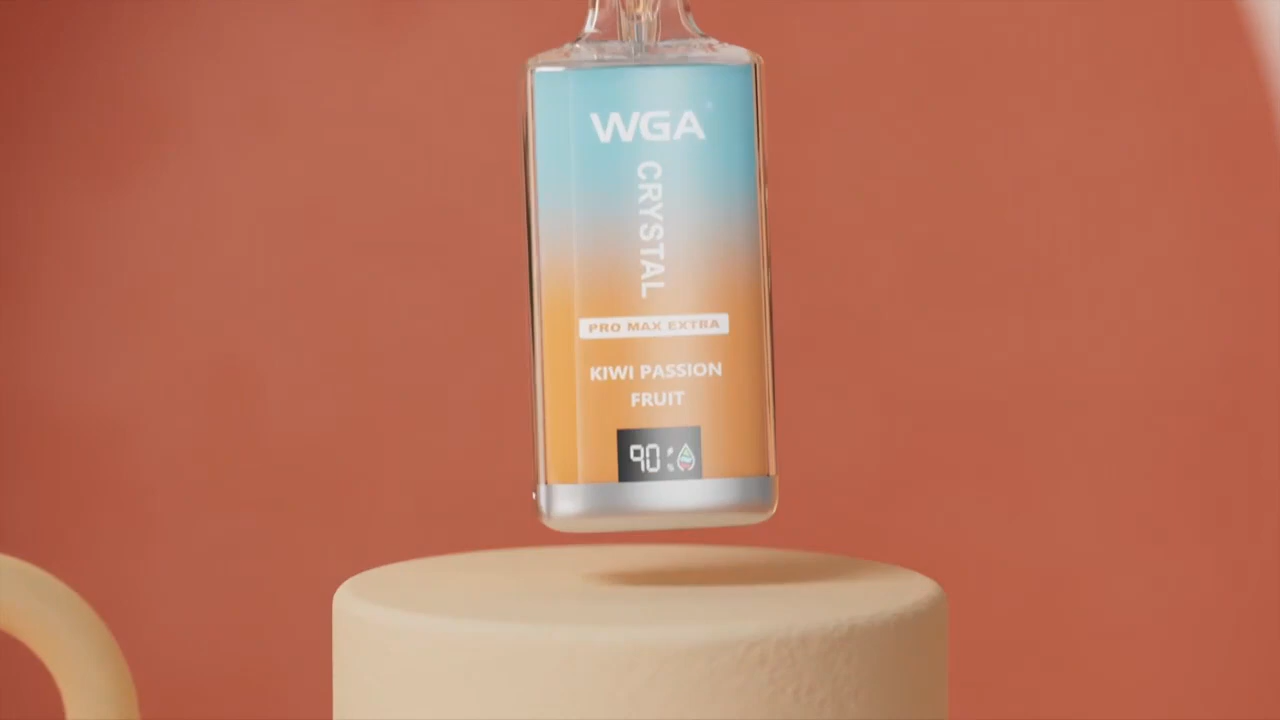 WGA
CRYSTAL
PRO MAX EXTRA
KIWI PASSION
FRUIT
90